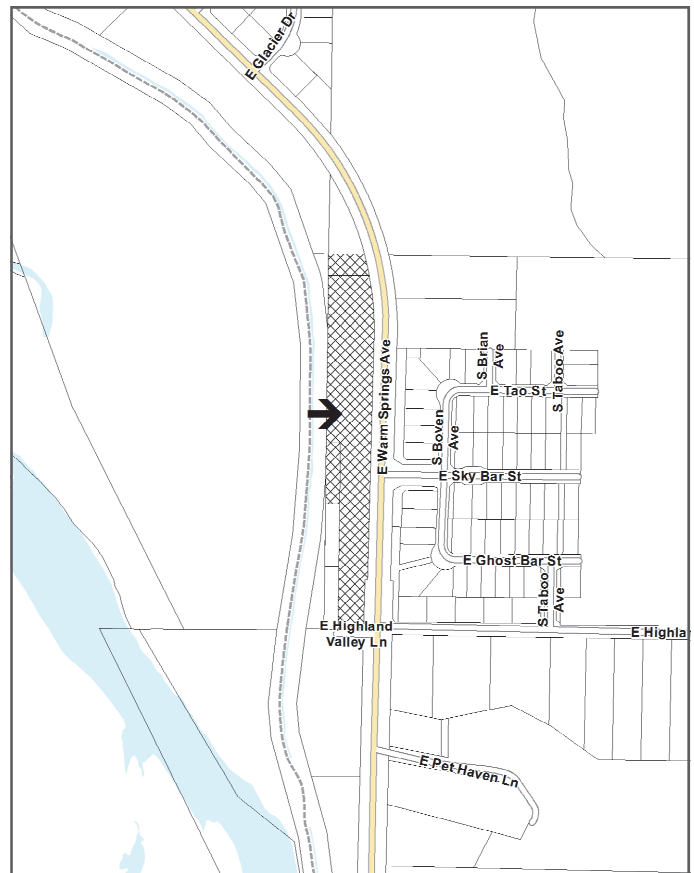 E Glacier Dr
S Brian
Ave
S Taboo Ave
E Tao St
E Warm Springs Ave
S Boven
Ave
E Sky Bar St
E Ghost Bar St
S Taboo
Ave
E Highland
Valley Ln
E Highla
E Pet Haven Ln